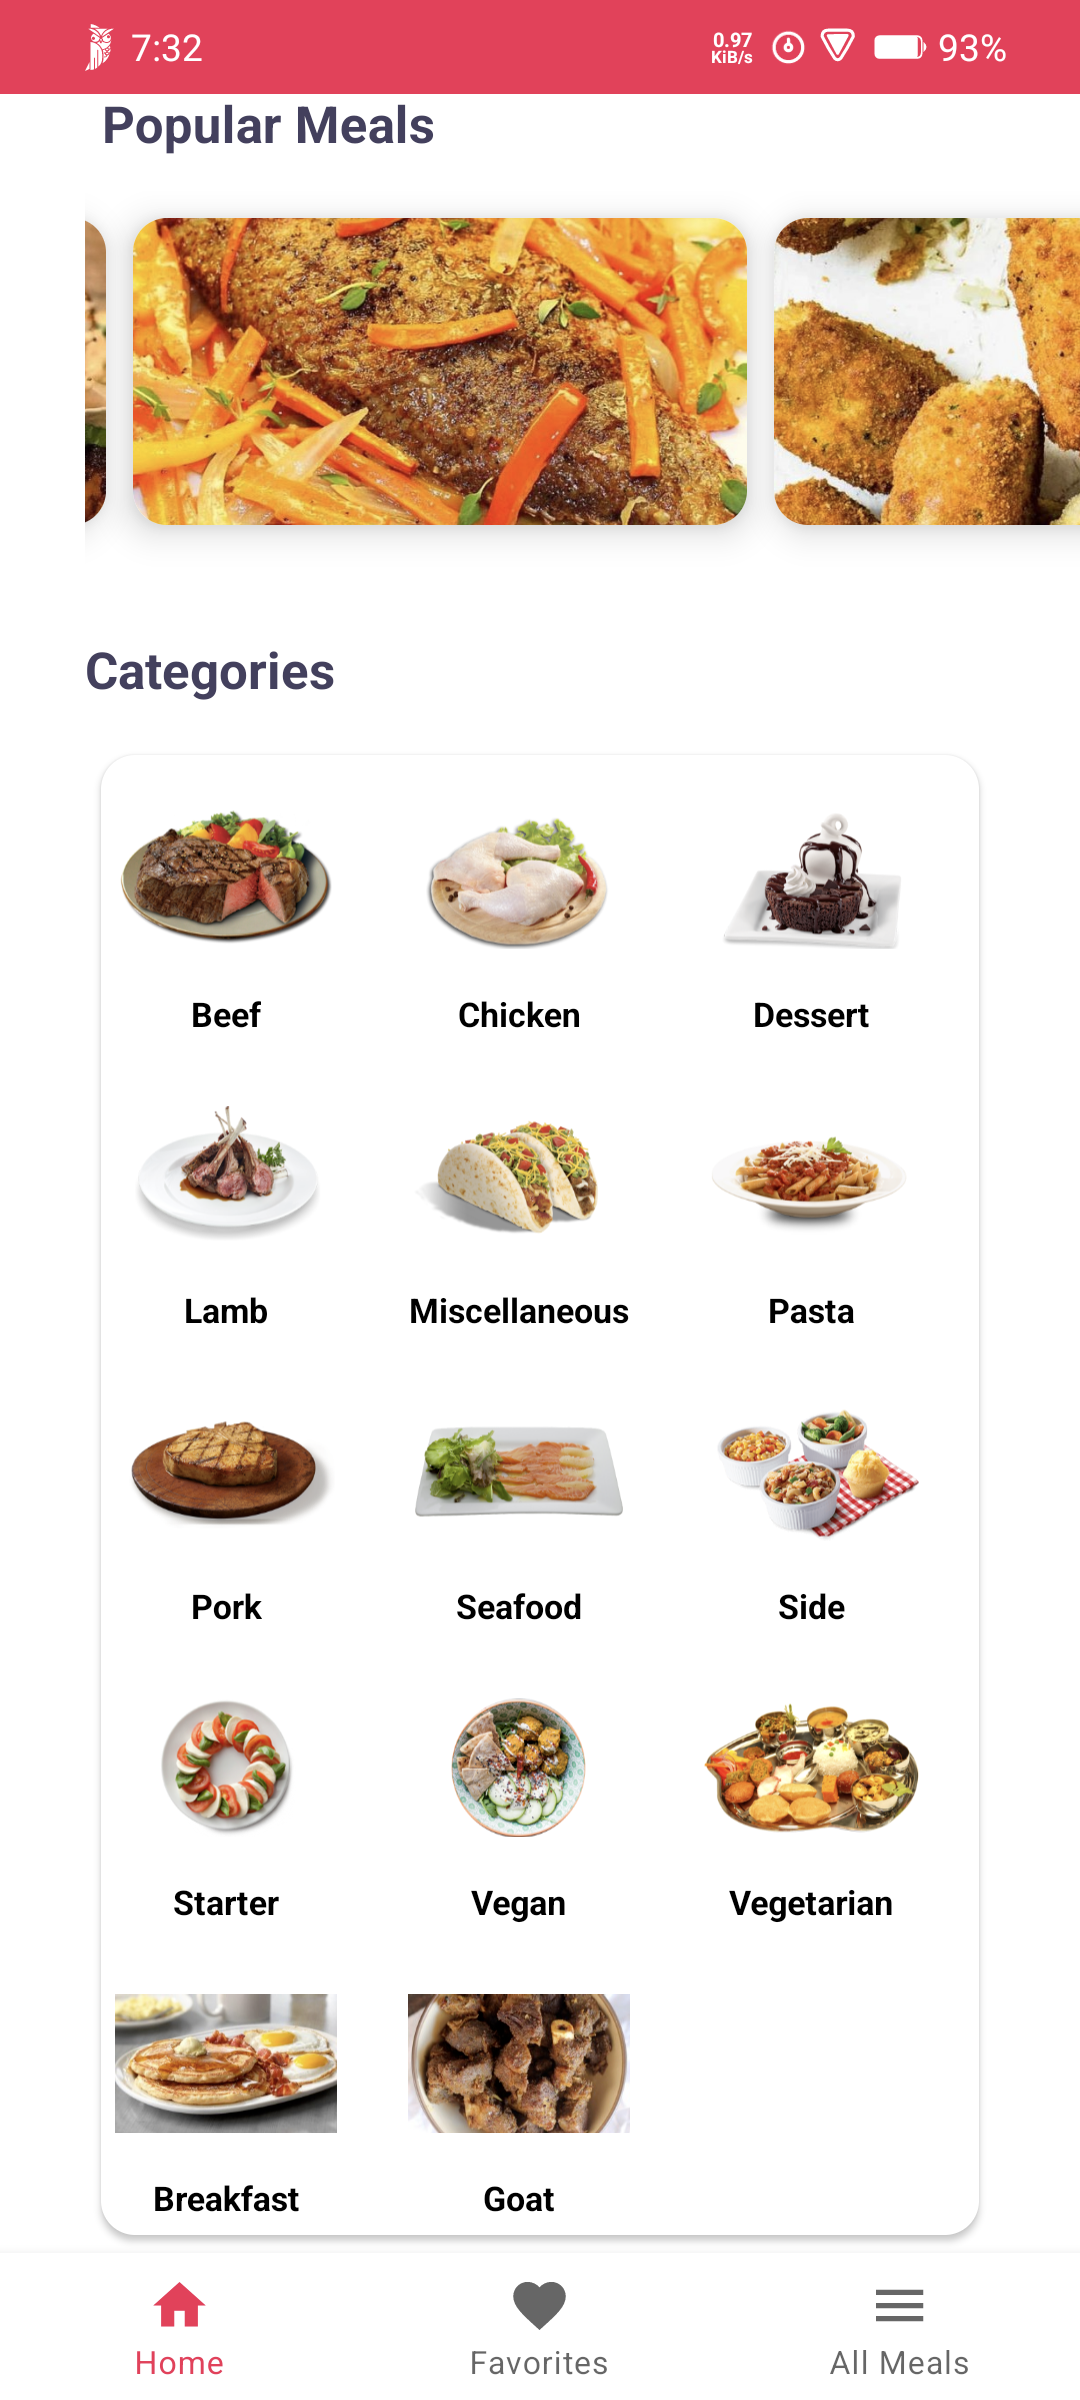 7:32
0.97
KiB/s
93%
Popular Meals
Categories
Beef
Chicken
Dessert
Lamb
Miscellaneous
Pasta
Pork
Seafood
Side
Starter
Vegan
Vegetarian
Breakfast
Goat
Home
Favorites
All Meals